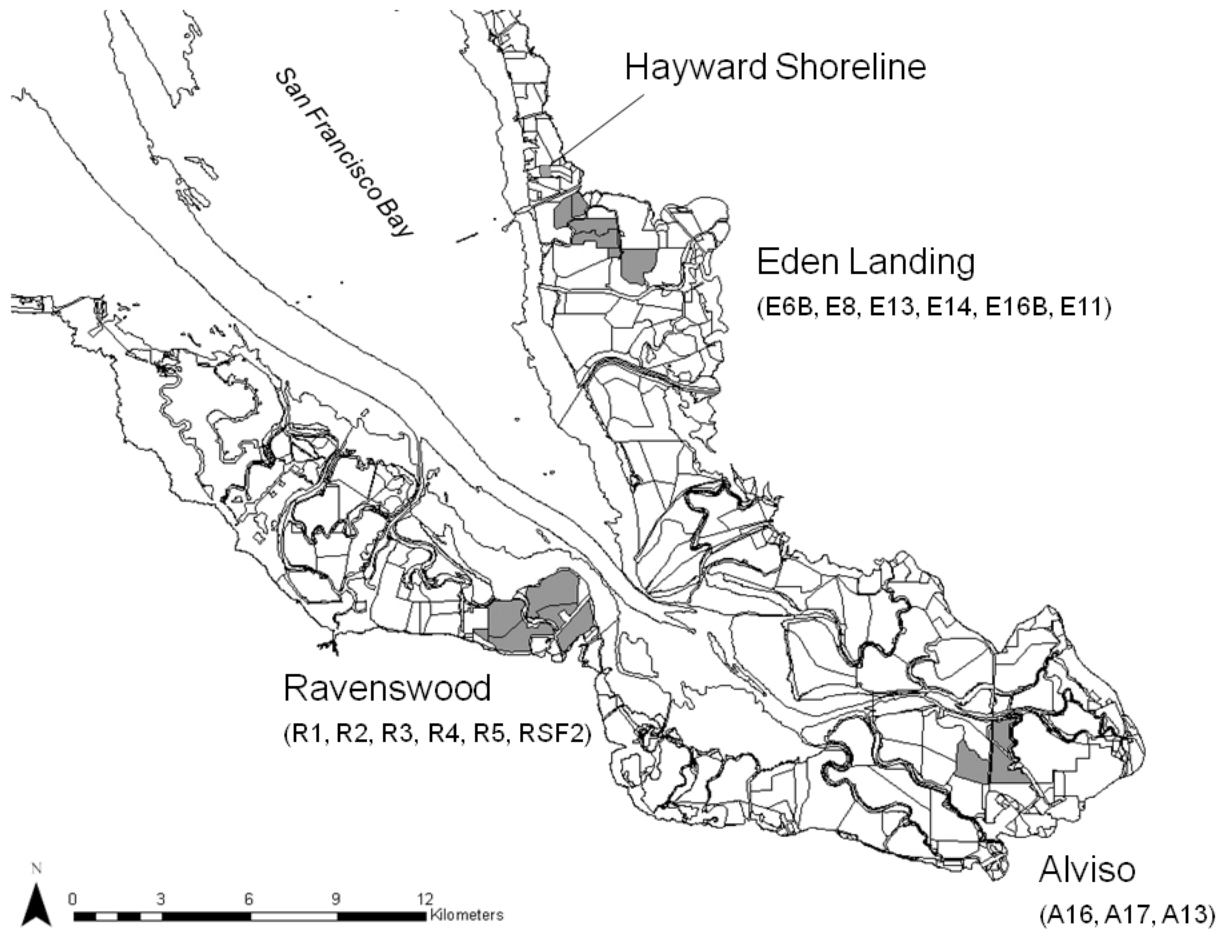 Hayward Shoreline
San Francisco Bay
Eden Landing
(E6B, E8, E13, E14, E16B, E11)
Ravenswood
(R1, R2, R3, R4, R5, RSF2)
Alviso
(A16, A17, A13)
N
0 3 6 9 12
Kilometers